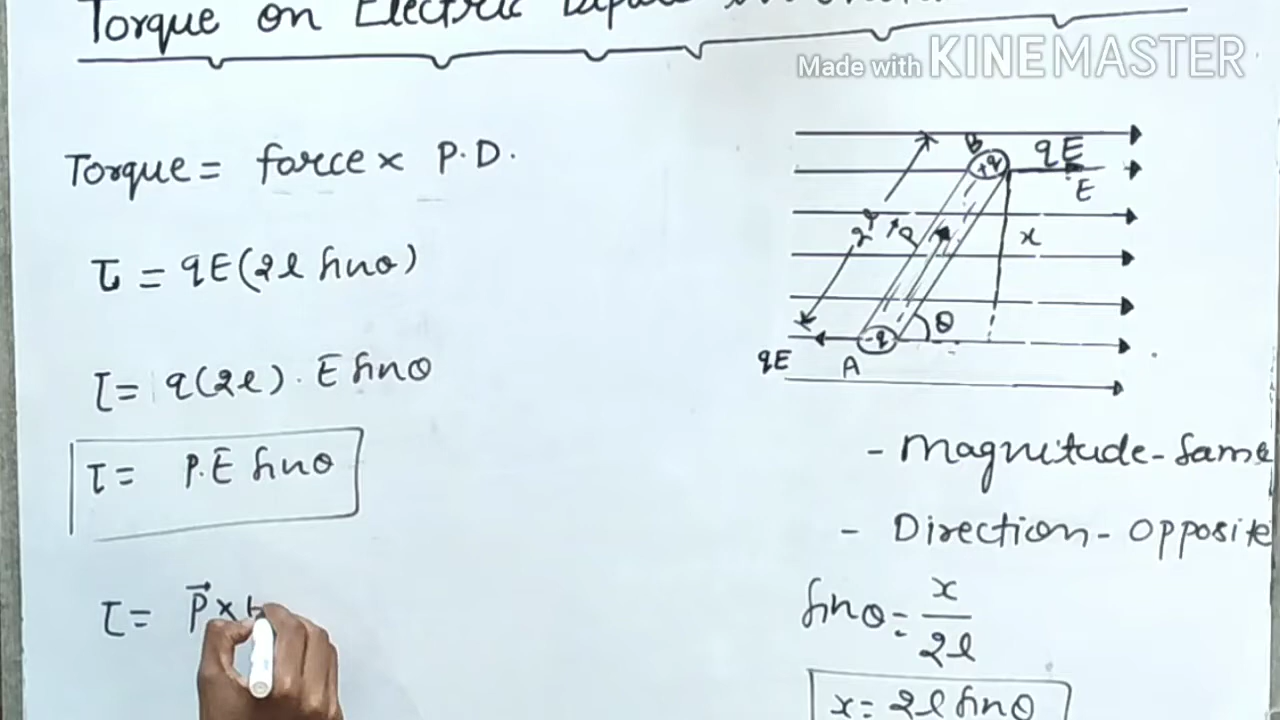 Torque on Electric
Made with KINEMASTER
Torque = force × P.D.
τ = qE(2l sinθ)
τ = q(2l). E sinθ
τ = P.E sinθ
τ = P⃗ ×
B
+q
qE
E
x
2l
P
θ
-q
qE
A
- Magnitude - Same
- Direction - Opposite
sinθ = x/2l
x = 2l sinθ